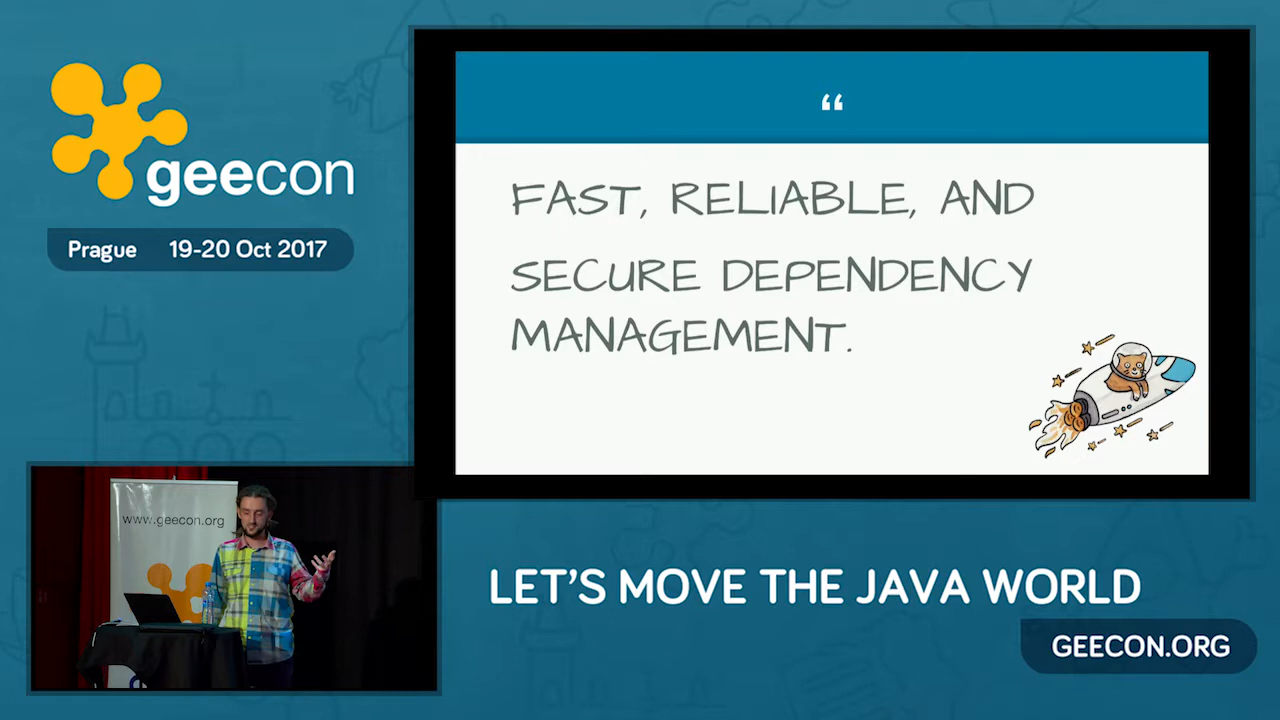 geecon
Prague 19-20 Oct 2017
“
FAST, RELIABLE, AND
SECURE DEPENDENCY
MANAGEMENT.
www.geecon.org
LET’S MOVE THE JAVA WORLD
GEECON.ORG